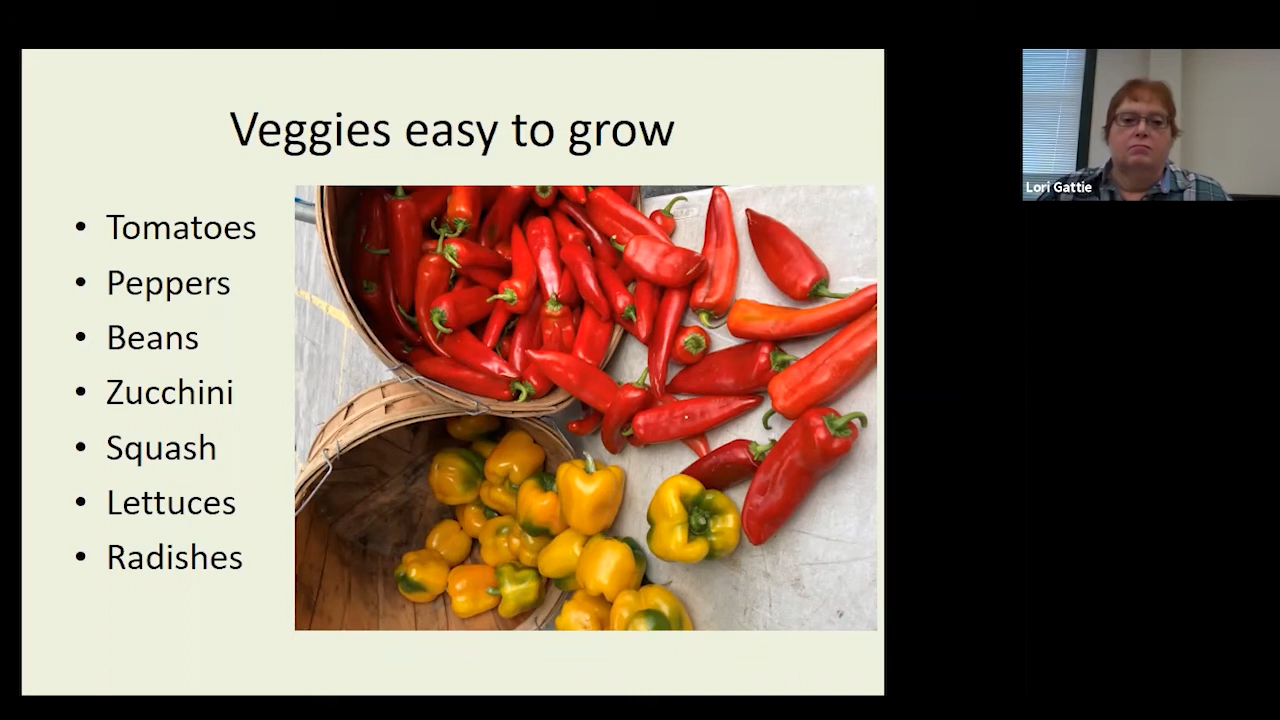 Veggies easy to grow
• Tomatoes
• Peppers
• Beans
• Zucchini
• Squash
• Lettuces
• Radishes
Lori Gattie